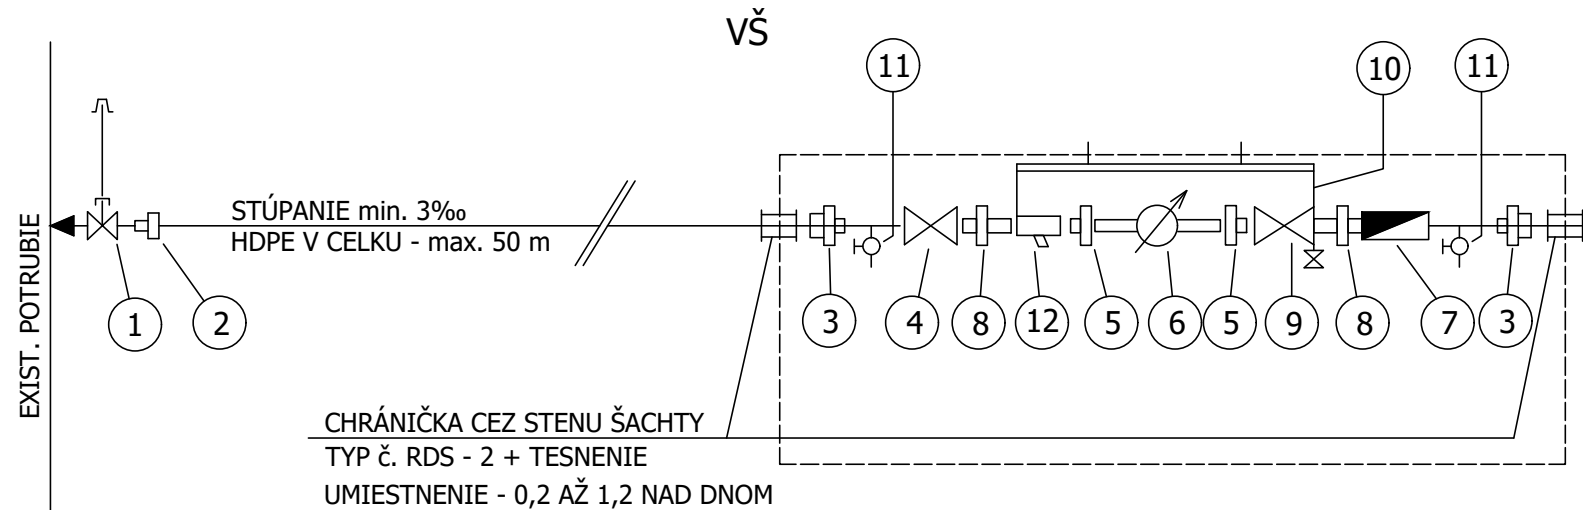 VŠ
11
10
11
EXIST. POTRUBIE
STÚPANIE min. 3‰
HDPE V CELKU - max. 50 m
1
2
3
4
8
12
5
6
5
9
8
7
3
CHRÁNIČKA CEZ STENU ŠACHTY
TYP č. RDS - 2 + TESNENIE
UMIESTNENIE - 0,2 AŽ 1,2 NAD DNOM